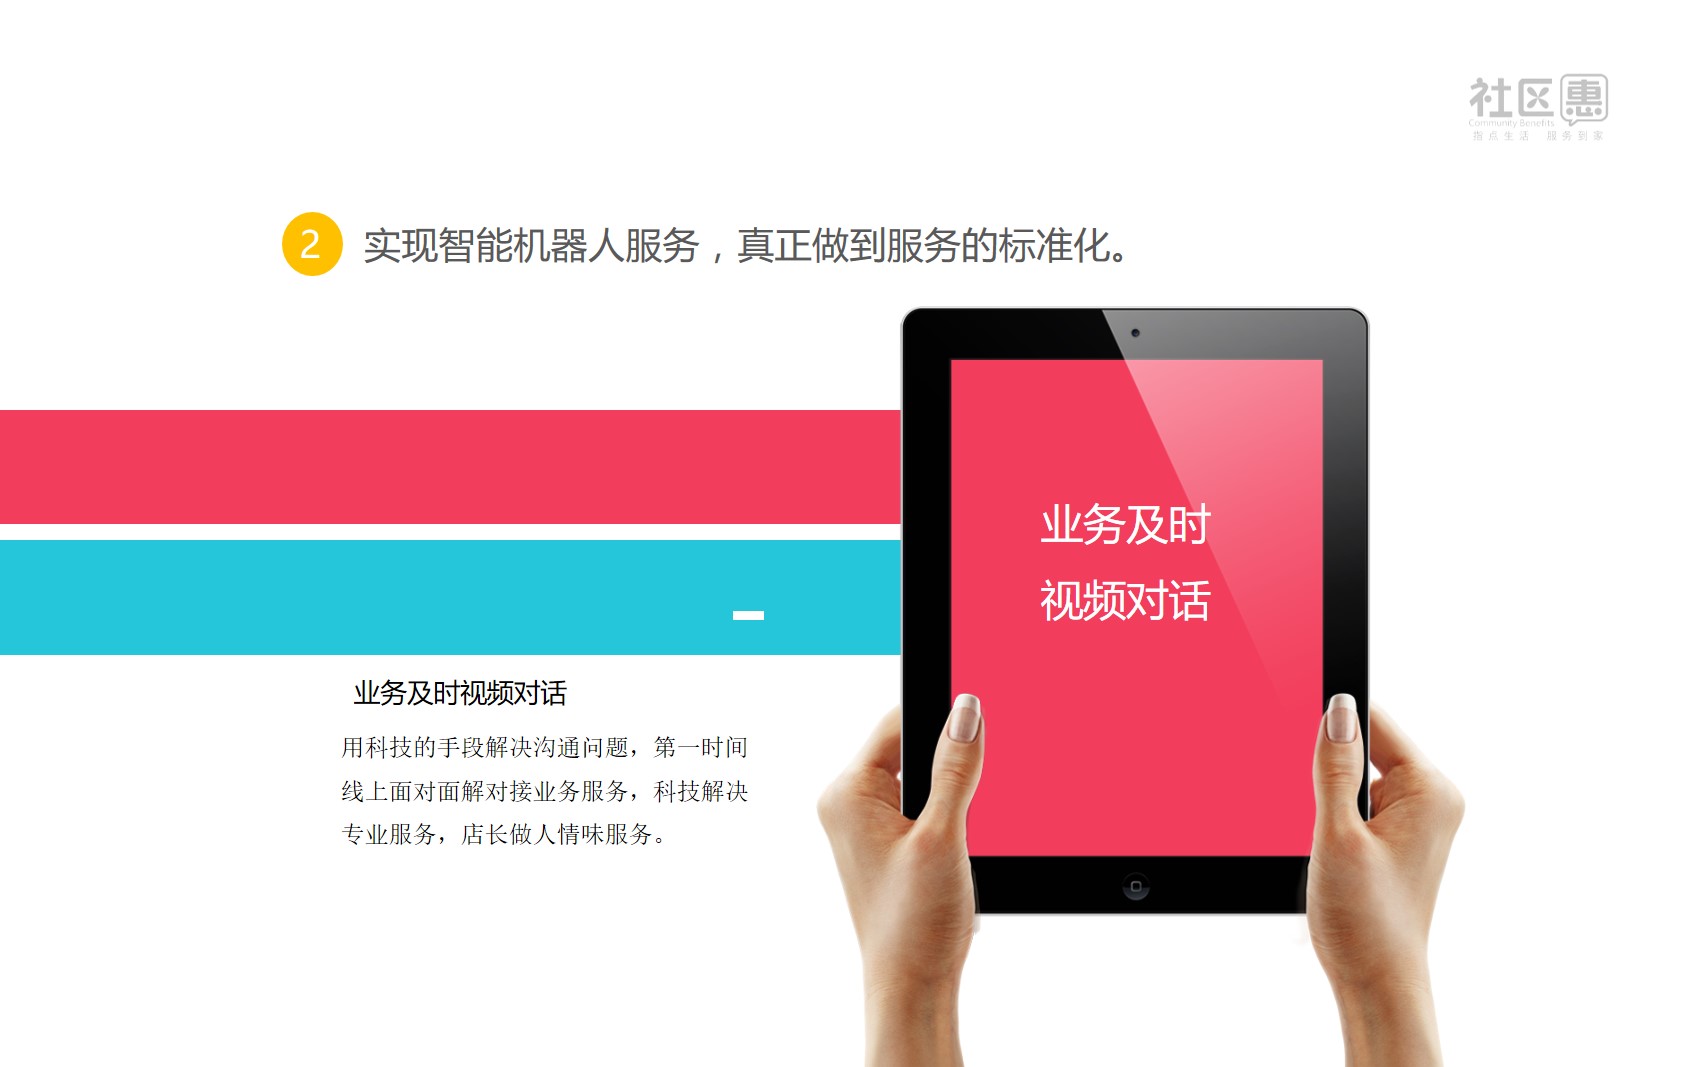 社区惠
Community Benefits
指点生活 服务到家
2 实现智能机器人服务，真正做到服务的标准化。
业务及时
视频对话
业务及时视频对话
用科技的手段解决沟通问题，第一时间
线上面对面解对接业务服务，科技解决
专业服务，店长做人情味服务。